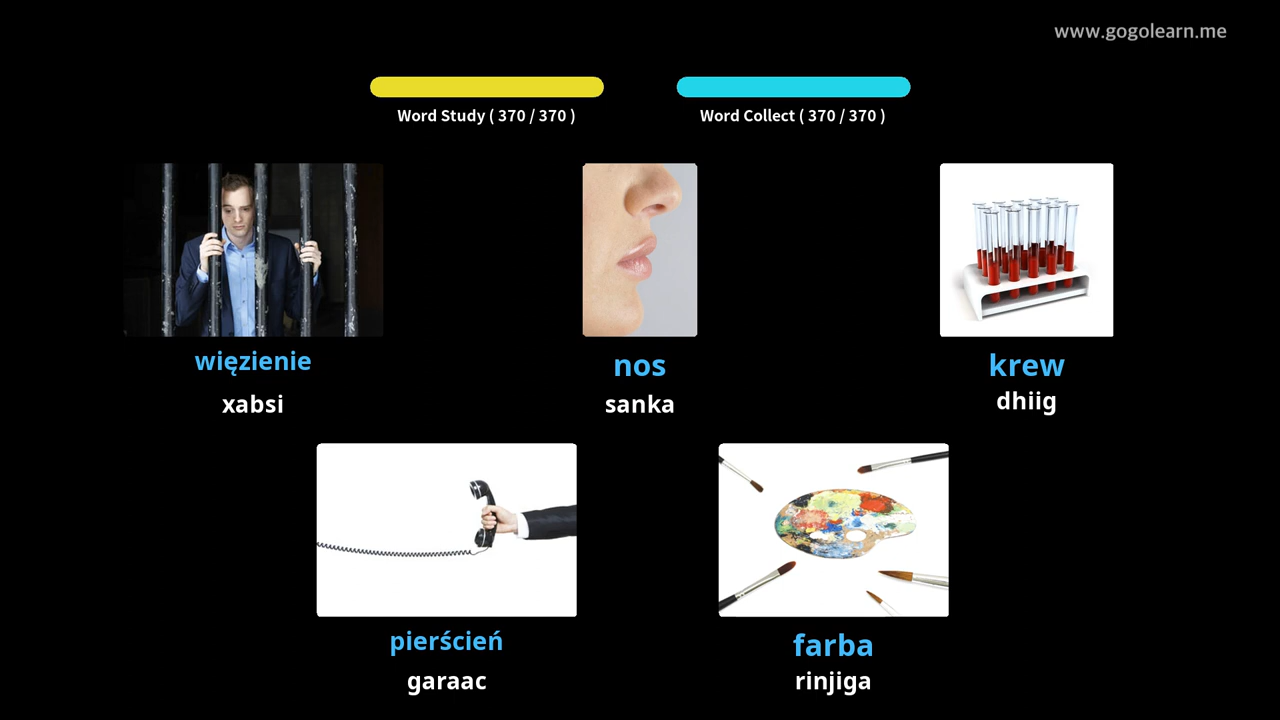 www.gogolearn.me
Word Study ( 370 / 370 )
Word Collect ( 370 / 370 )
więzienie
xabsi
nos
sanka
krew
dhiig
pierścień
garaac
farba
rinjiga